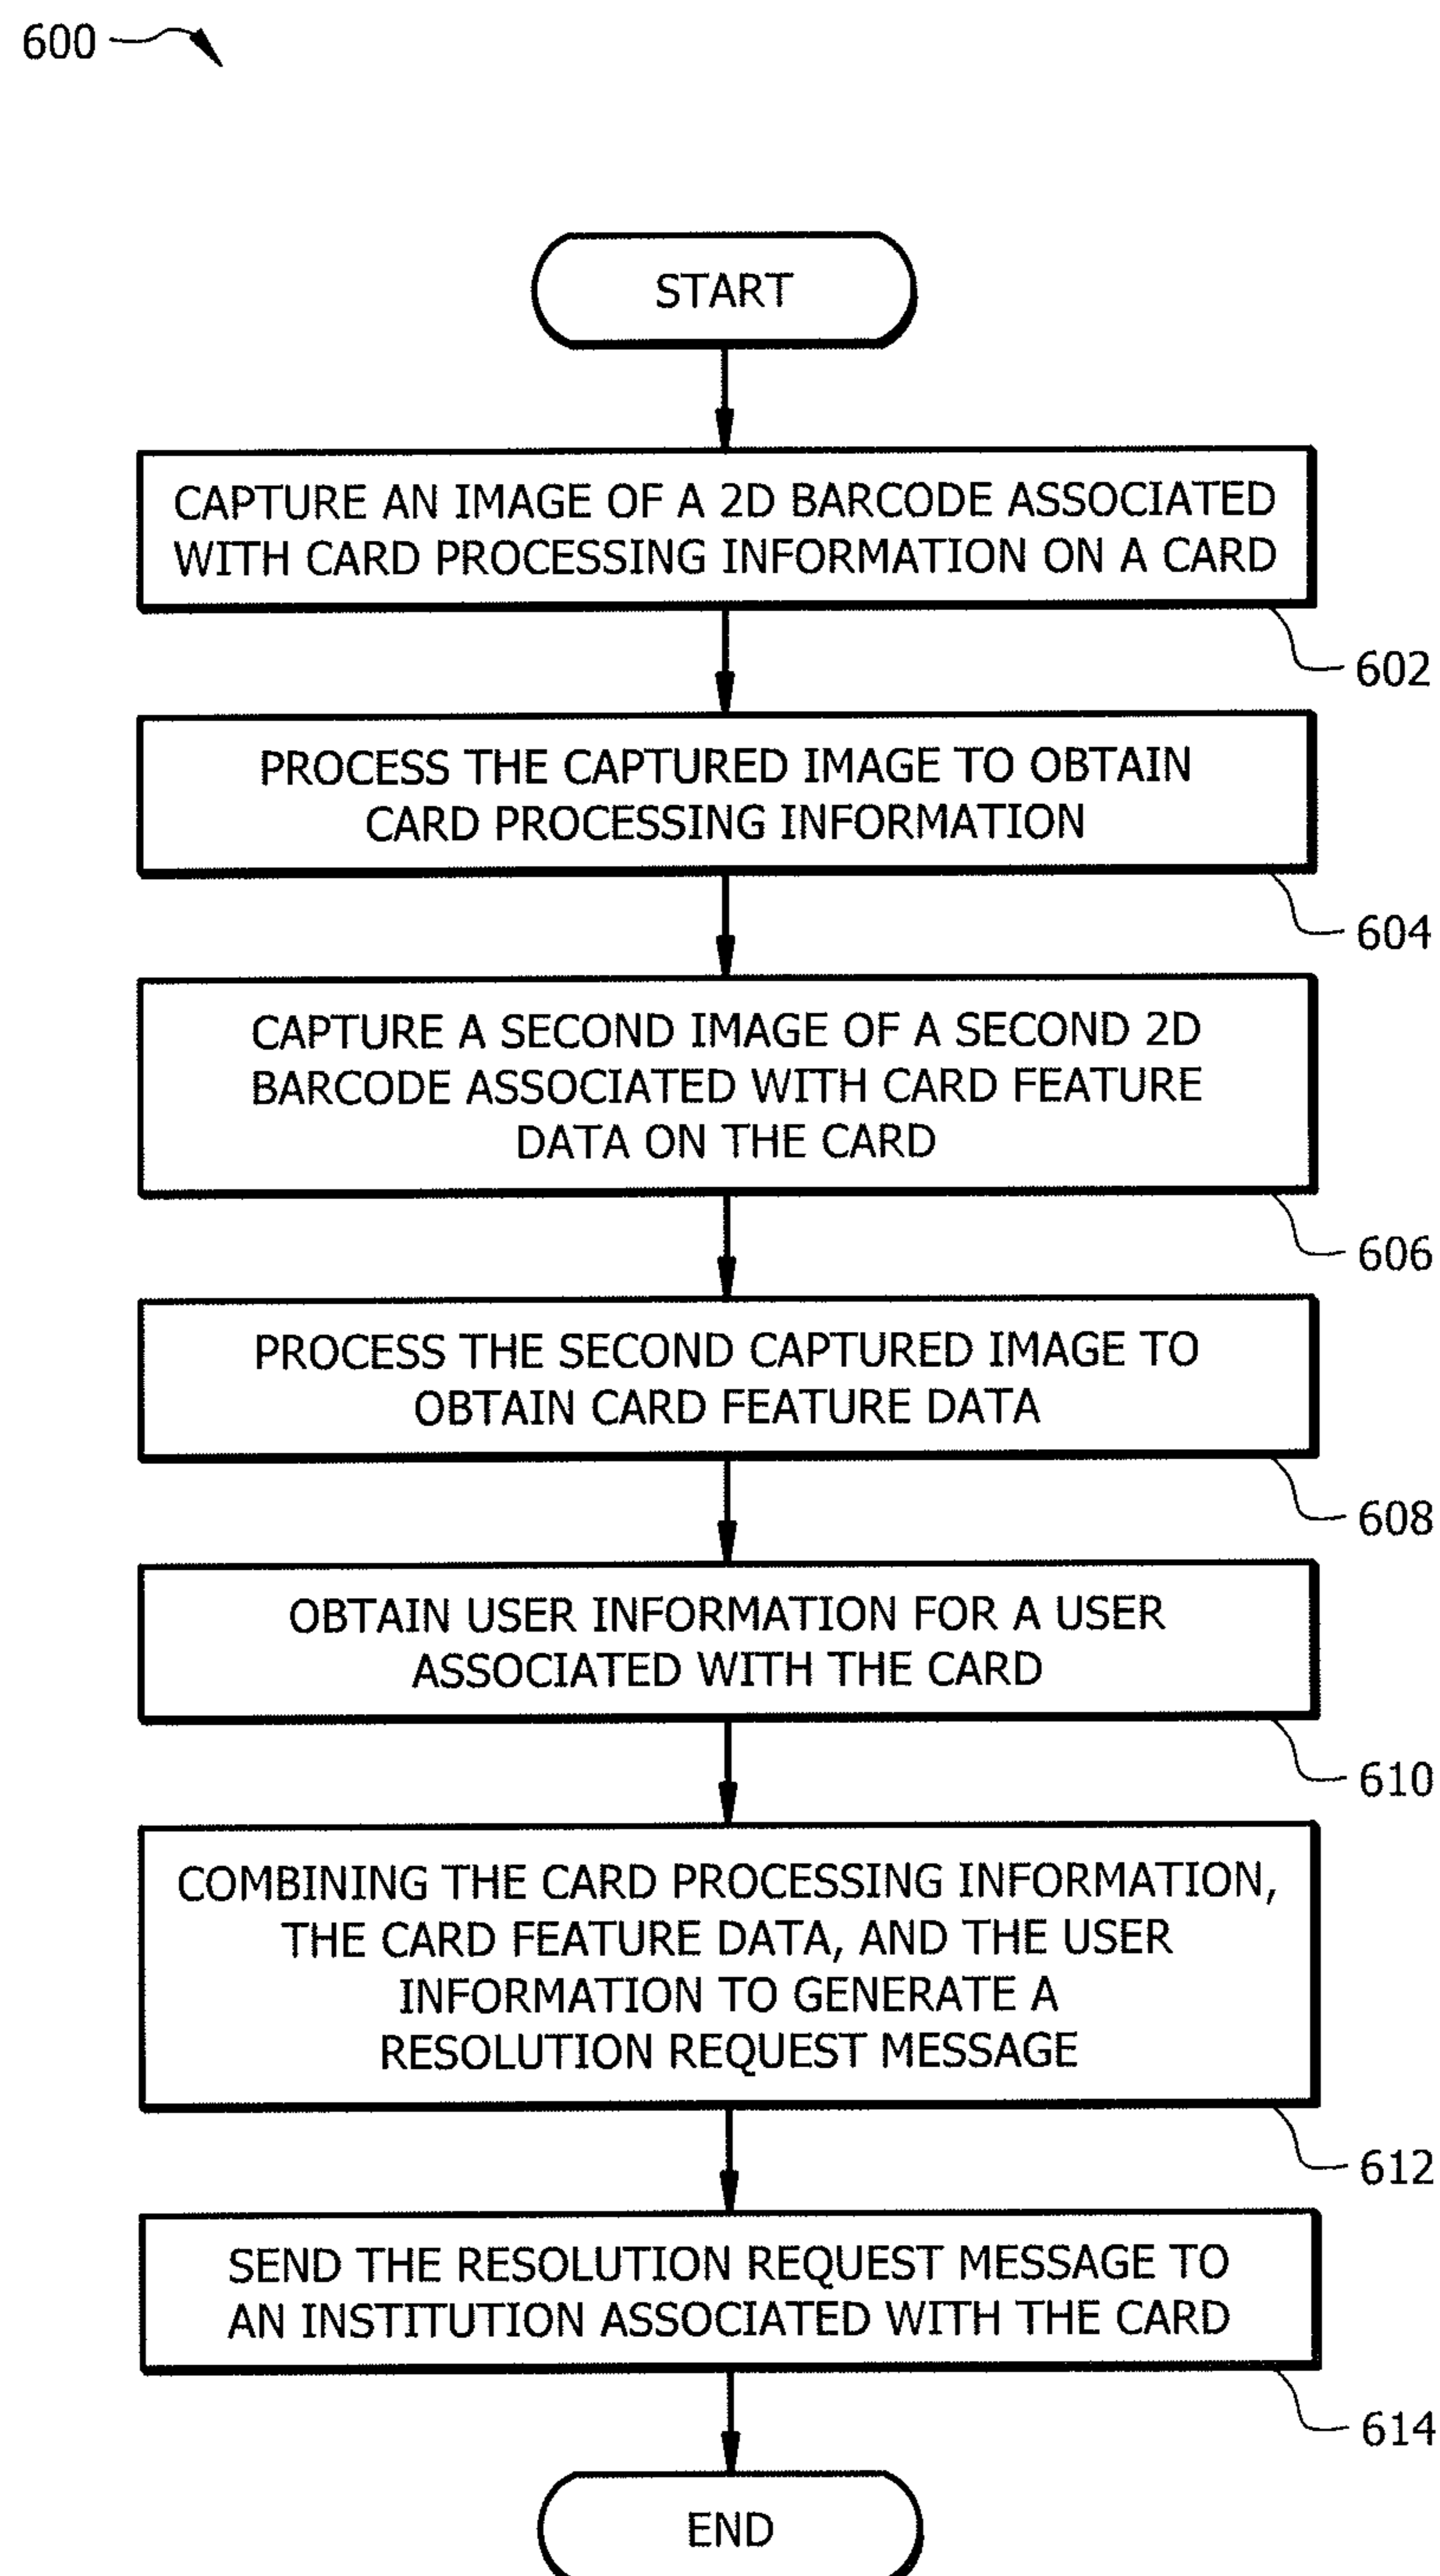 600
START
CAPTURE AN IMAGE OF A 2D BARCODE ASSOCIATED
WITH CARD PROCESSING INFORMATION ON A CARD
602
PROCESS THE CAPTURED IMAGE TO OBTAIN
CARD PROCESSING INFORMATION
604
CAPTURE A SECOND IMAGE OF A SECOND 2D
BARCODE ASSOCIATED WITH CARD FEATURE
DATA ON THE CARD
606
PROCESS THE SECOND CAPTURED IMAGE TO
OBTAIN CARD FEATURE DATA
608
OBTAIN USER INFORMATION FOR A USER
ASSOCIATED WITH THE CARD
610
COMBINING THE CARD PROCESSING INFORMATION,
THE CARD FEATURE DATA, AND THE USER
INFORMATION TO GENERATE A
RESOLUTION REQUEST MESSAGE
612
SEND THE RESOLUTION REQUEST MESSAGE TO
AN INSTITUTION ASSOCIATED WITH THE CARD
614
END